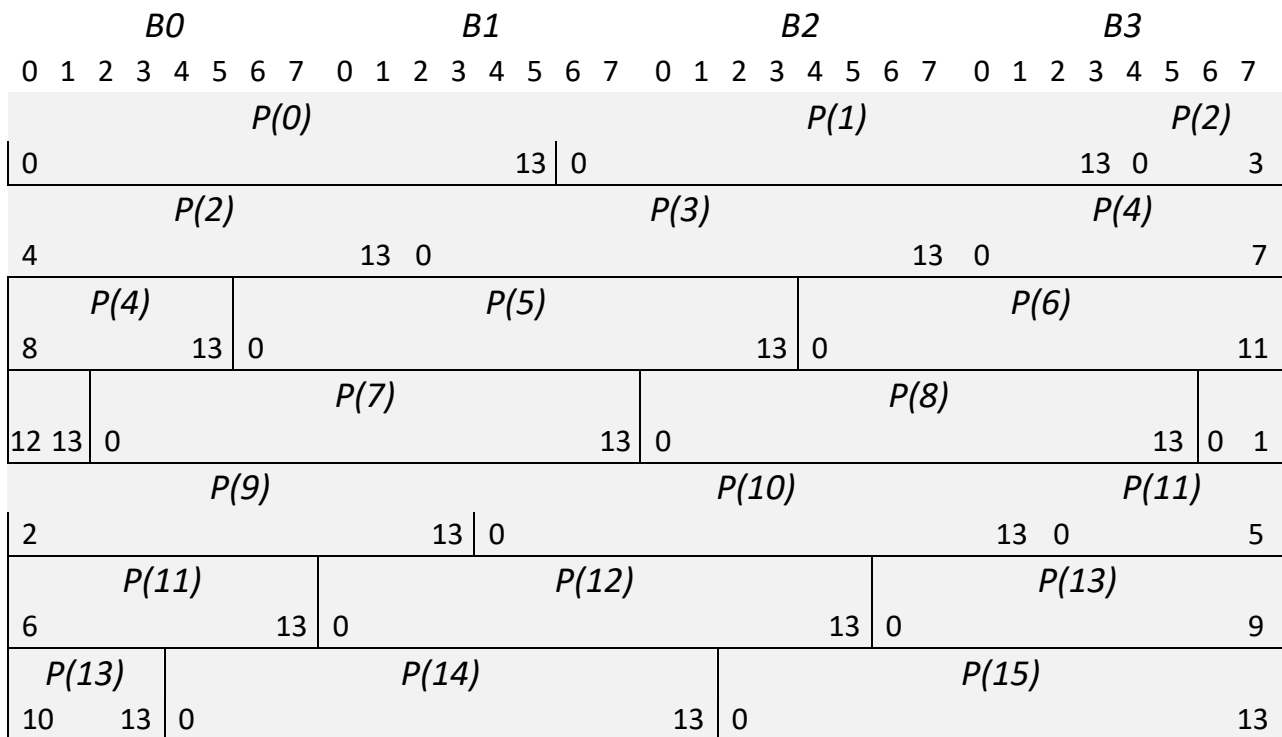 B0 B1 B2 B3
0 1 2 3 4 5 6 7 0 1 2 3 4 5 6 7 0 1 2 3 4 5 6 7 0 1 2 3 4 5 6 7
P(0) P(1) P(2)
0 13 0 13 0 3
P(2) P(3) P(4)
4 13 0 13 0 7
P(4) P(5) P(6)
8 13 0 13 0 11
P(7) P(8)
12 13 0 13 0 13 0 1
P(9) P(10) P(11)
2 13 0 13 0 5
P(11) P(12) P(13)
6 13 0 13 0 9
P(13) P(14) P(15)
10 13 0 13 0 13